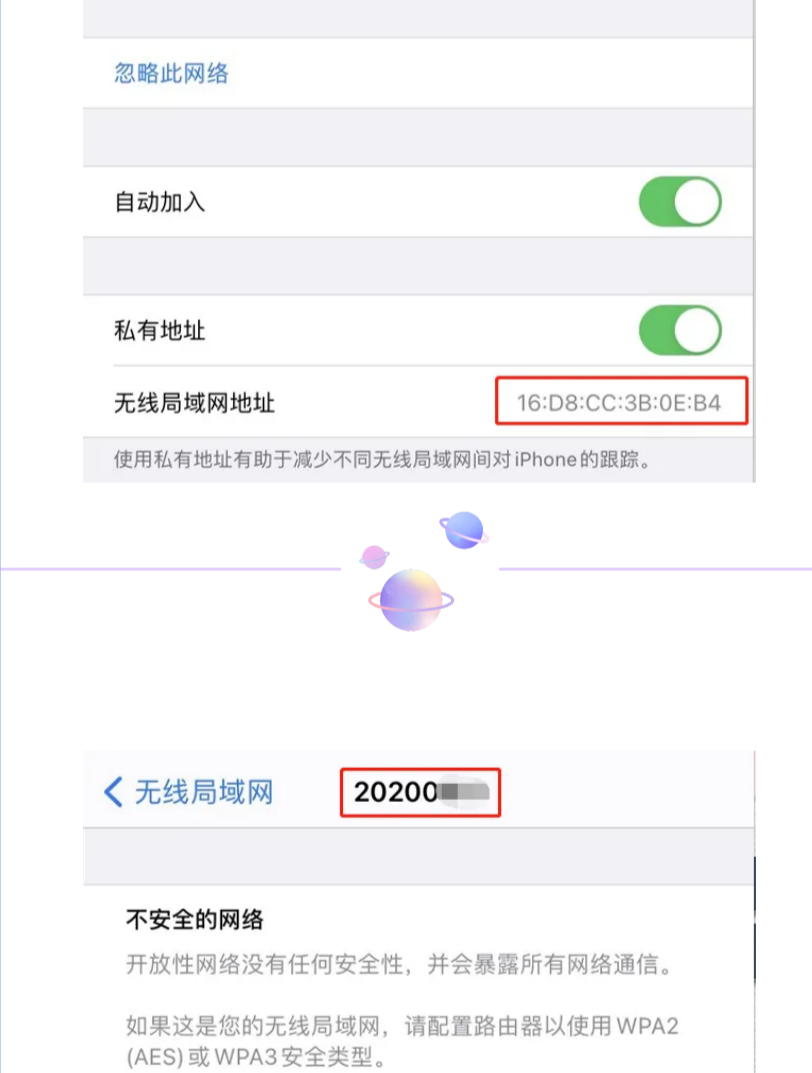 忽略此网络
自动加入
私有地址
无线局域网地址 16:D8:CC:3B:0E:B4
使用私有地址有助于减少不同无线局域网间对iPhone的跟踪。
无线局域网 20200
不安全的网络
开放性网络没有任何安全性，并会暴露所有网络通信。
如果这是您的无线局域网，请配置路由器以使用 WPA2
(AES) 或 WPA3 安全类型。